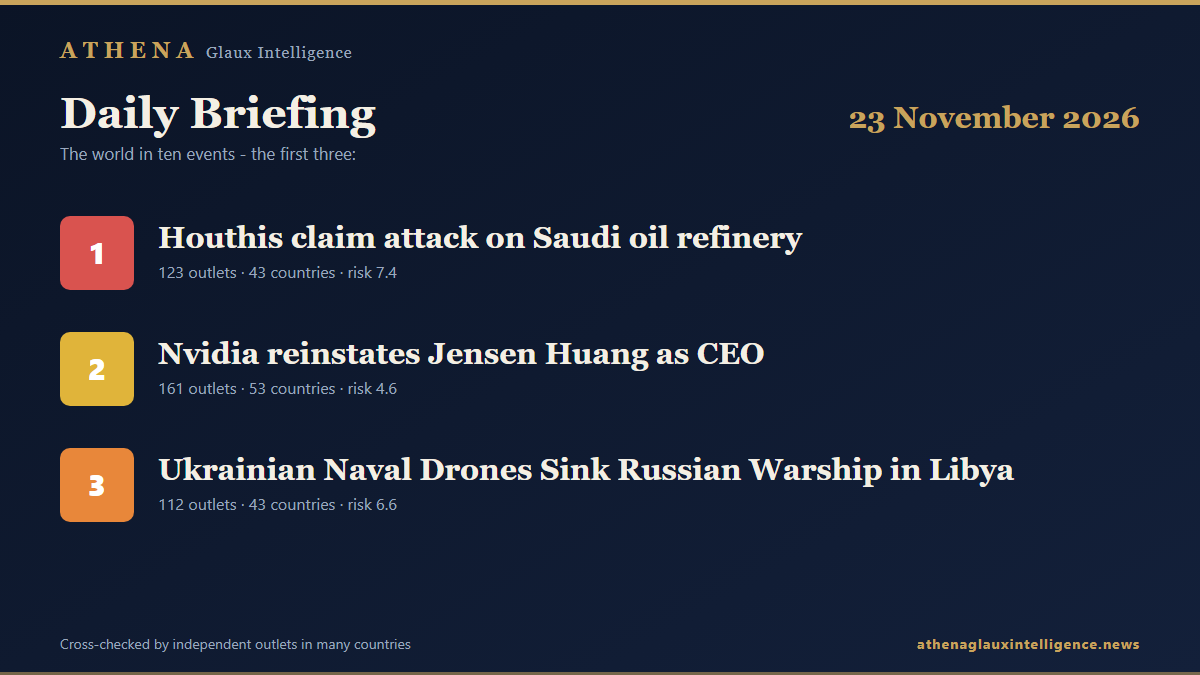 ATHENA Glaux Intelligence
Daily Briefing
23 November 2026
The world in ten events - the first three:
1
Houthis claim attack on Saudi oil refinery
123 outlets · 43 countries · risk 7.4
2
Nvidia reinstates Jensen Huang as CEO
161 outlets · 53 countries · risk 4.6
3
Ukrainian Naval Drones Sink Russian Warship in Libya
112 outlets · 43 countries · risk 6.6
Cross-checked by independent outlets in many countries
athenaglauxintelligence.news